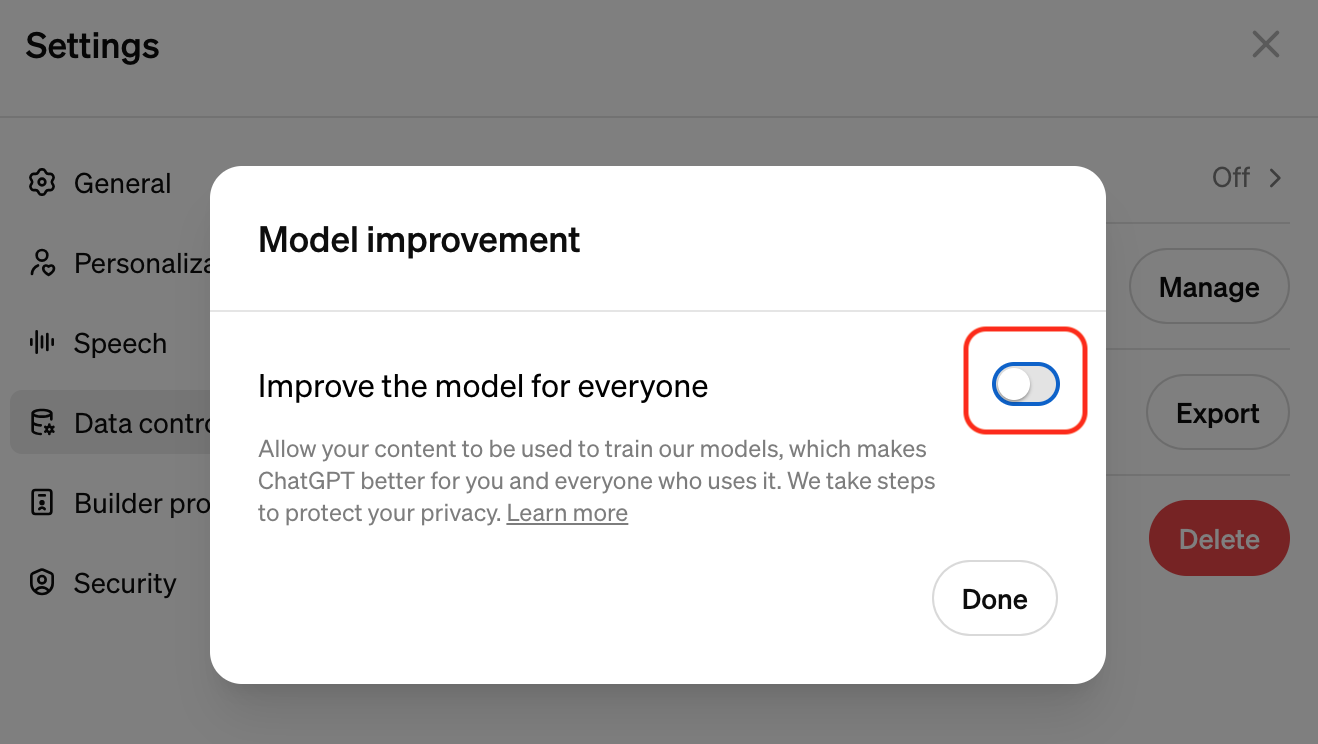 Settings
General
Off
Model improvement
Personaliza
Manage
Speech
Improve the model for everyone
Data contro
Export
Allow your content to be used to train our models, which makes
ChatGPT better for you and everyone who uses it. We take steps
to protect your privacy. Learn more
Builder pro
Delete
Security
Done